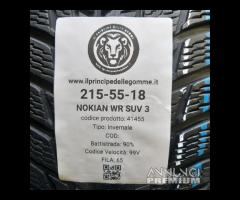 www.ilprincipedellegomme.it
215-55-18
NOKIAN WR SUV 3
codice prodotto: 41455
Tipo: Invernale
COD:
Battistrada: 90%
Codice Velocità: 99V
FILA: 65
ANNUNCI
PREMIUM